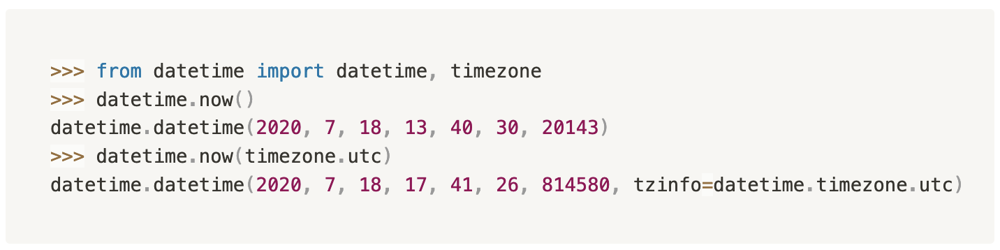 >>> from datetime import datetime, timezone
>>> datetime.now()
datetime.datetime(2020, 7, 18, 13, 40, 30, 20143)
>>> datetime.now(timezone.utc)
datetime.datetime(2020, 7, 18, 17, 41, 26, 814580, tzinfo=datetime.timezone.utc)